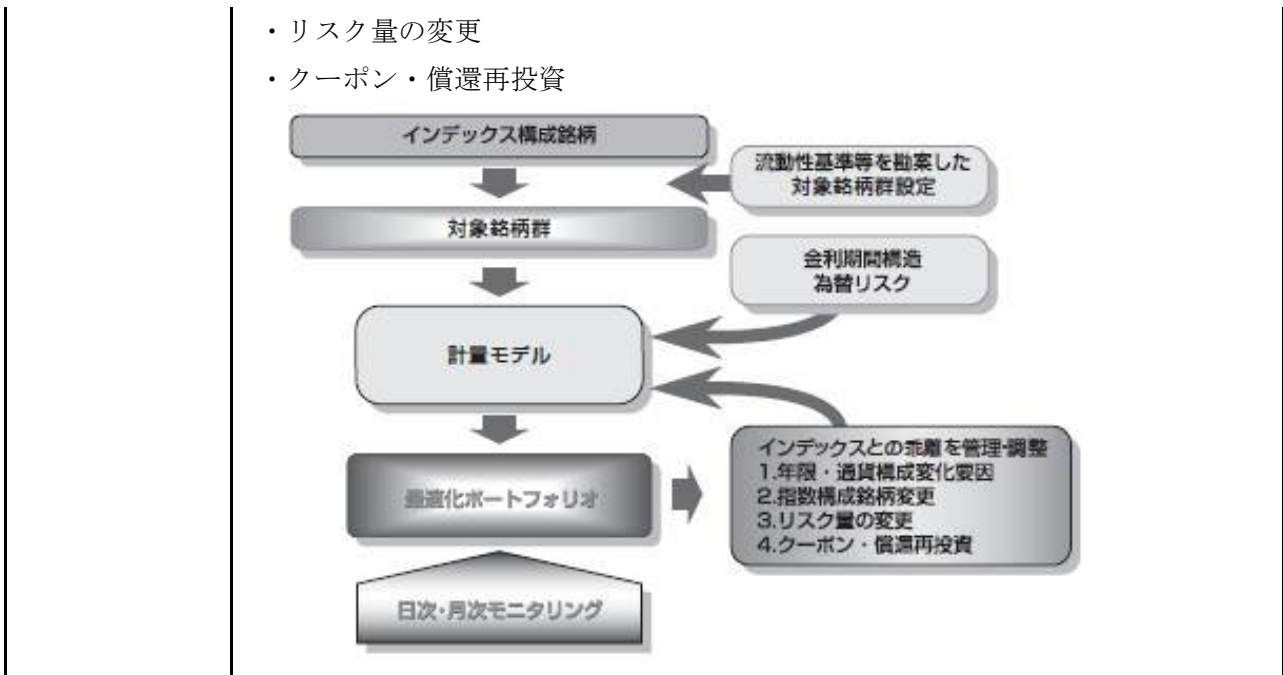 ・リスク量の変更
・クーポン・償還再投資
インデックス構成銘柄
流動性基準等を勘案した
対象銘柄群設定
対象銘柄群
金利期間構造
為替リスク
計量モデル
インデックスとの乖離を管理・調整
1.年限・通貨構成変化要因
2.指数構成銘柄変更
3.リスク量の変更
4.クーポン・償還再投資
最適化ポートフォリオ
日次・月次モニタリング